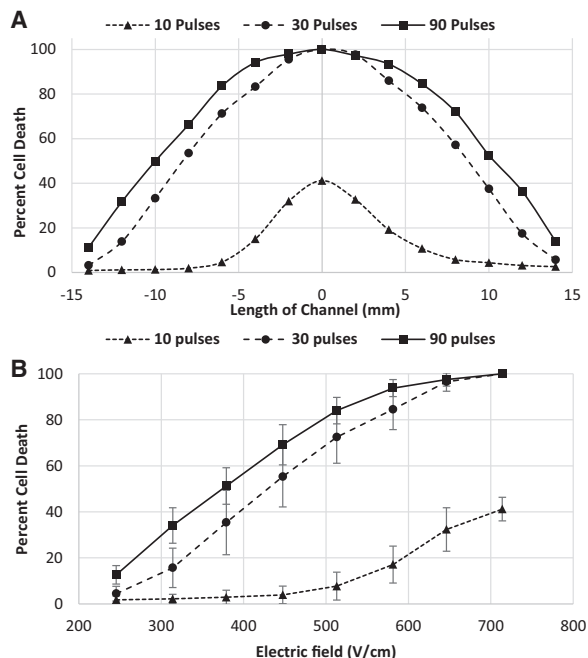 A
10 Pulses 30 Pulses 90 Pulses
Percent Cell Death
100
80
60
40
20
0
-15 -10 -5 0 5 10 15
Length of Channel (mm)
10 pulses 30 pulses 90 pulses
B
Percent Cell Death
100
80
60
40
20
0
200 300 400 500 600 700 800
Electric field (V/cm)